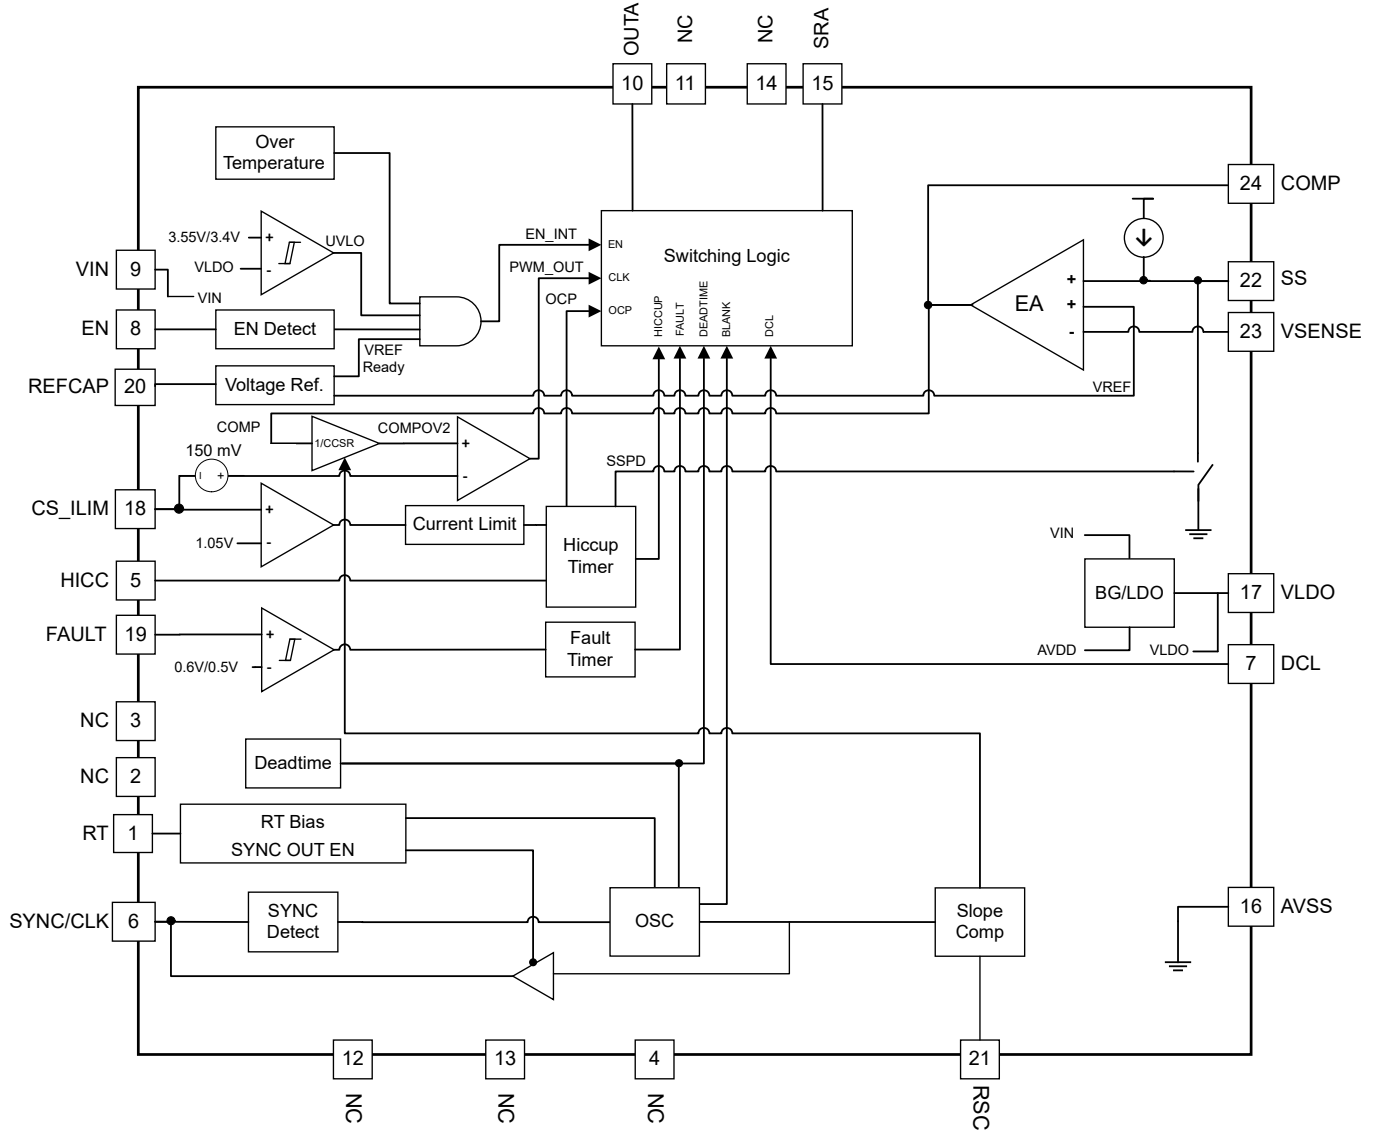 OUTA
NC
NC
SRA
10
11
14
15
Over
Temperature
24
COMP
3.55V/3.4V
+
UVLO
VLDO
-
EN_INT
EN
Switching Logic
PWM_OUT
CLK
OCP
OCP
HICCUP
FAULT
DEADTIME
BLANK
DCL
EA
+
+
-
22
SS
23
VSENSE
VIN
9
VIN
EN
8
EN Detect
VREF
Ready
REFCAP
20
Voltage Ref.
VREF
COMP
1/CCSR
COMPOV2
+
-
150 mV
+
SSPD
CS_ILIM
18
+
1.05V
-
Current Limit
Hiccup
Timer
HICC
5
VIN
BG/LDO
17
VLDO
AVDD
VLDO
FAULT
19
+
0.6V/0.5V
-
Fault
Timer
7
DCL
NC
3
NC
2
Deadtime
RT
1
RT Bias
SYNC OUT EN
SYNC/CLK
6
SYNC
Detect
OSC
Slope
Comp
16
AVSS
12
13
4
21
NC
NC
NC
RSC